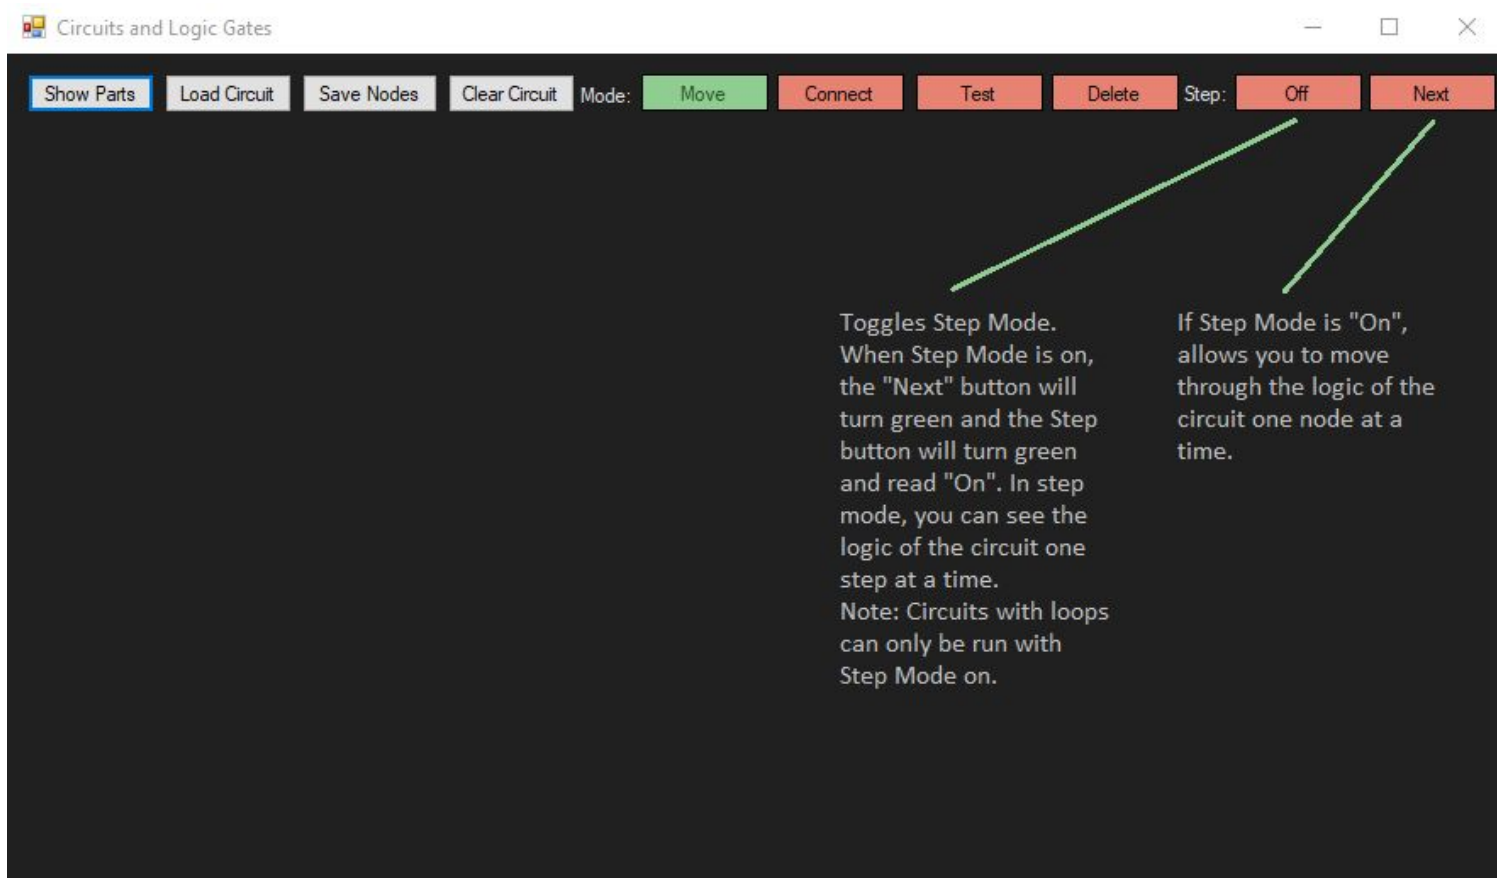 Circuits and Logic Gates
Show Parts Load Circuit Save Nodes Clear Circuit Mode: Move Connect Test Delete Step: Off Next
Toggles Step Mode.
When Step Mode is on,
the "Next" button will
turn green and the Step
button will turn green
and read "On". In step
mode, you can see the
logic of the circuit one
step at a time.
Note: Circuits with loops
can only be run with
Step Mode on.
If Step Mode is "On",
allows you to move
through the logic of the
circuit one node at a
time.